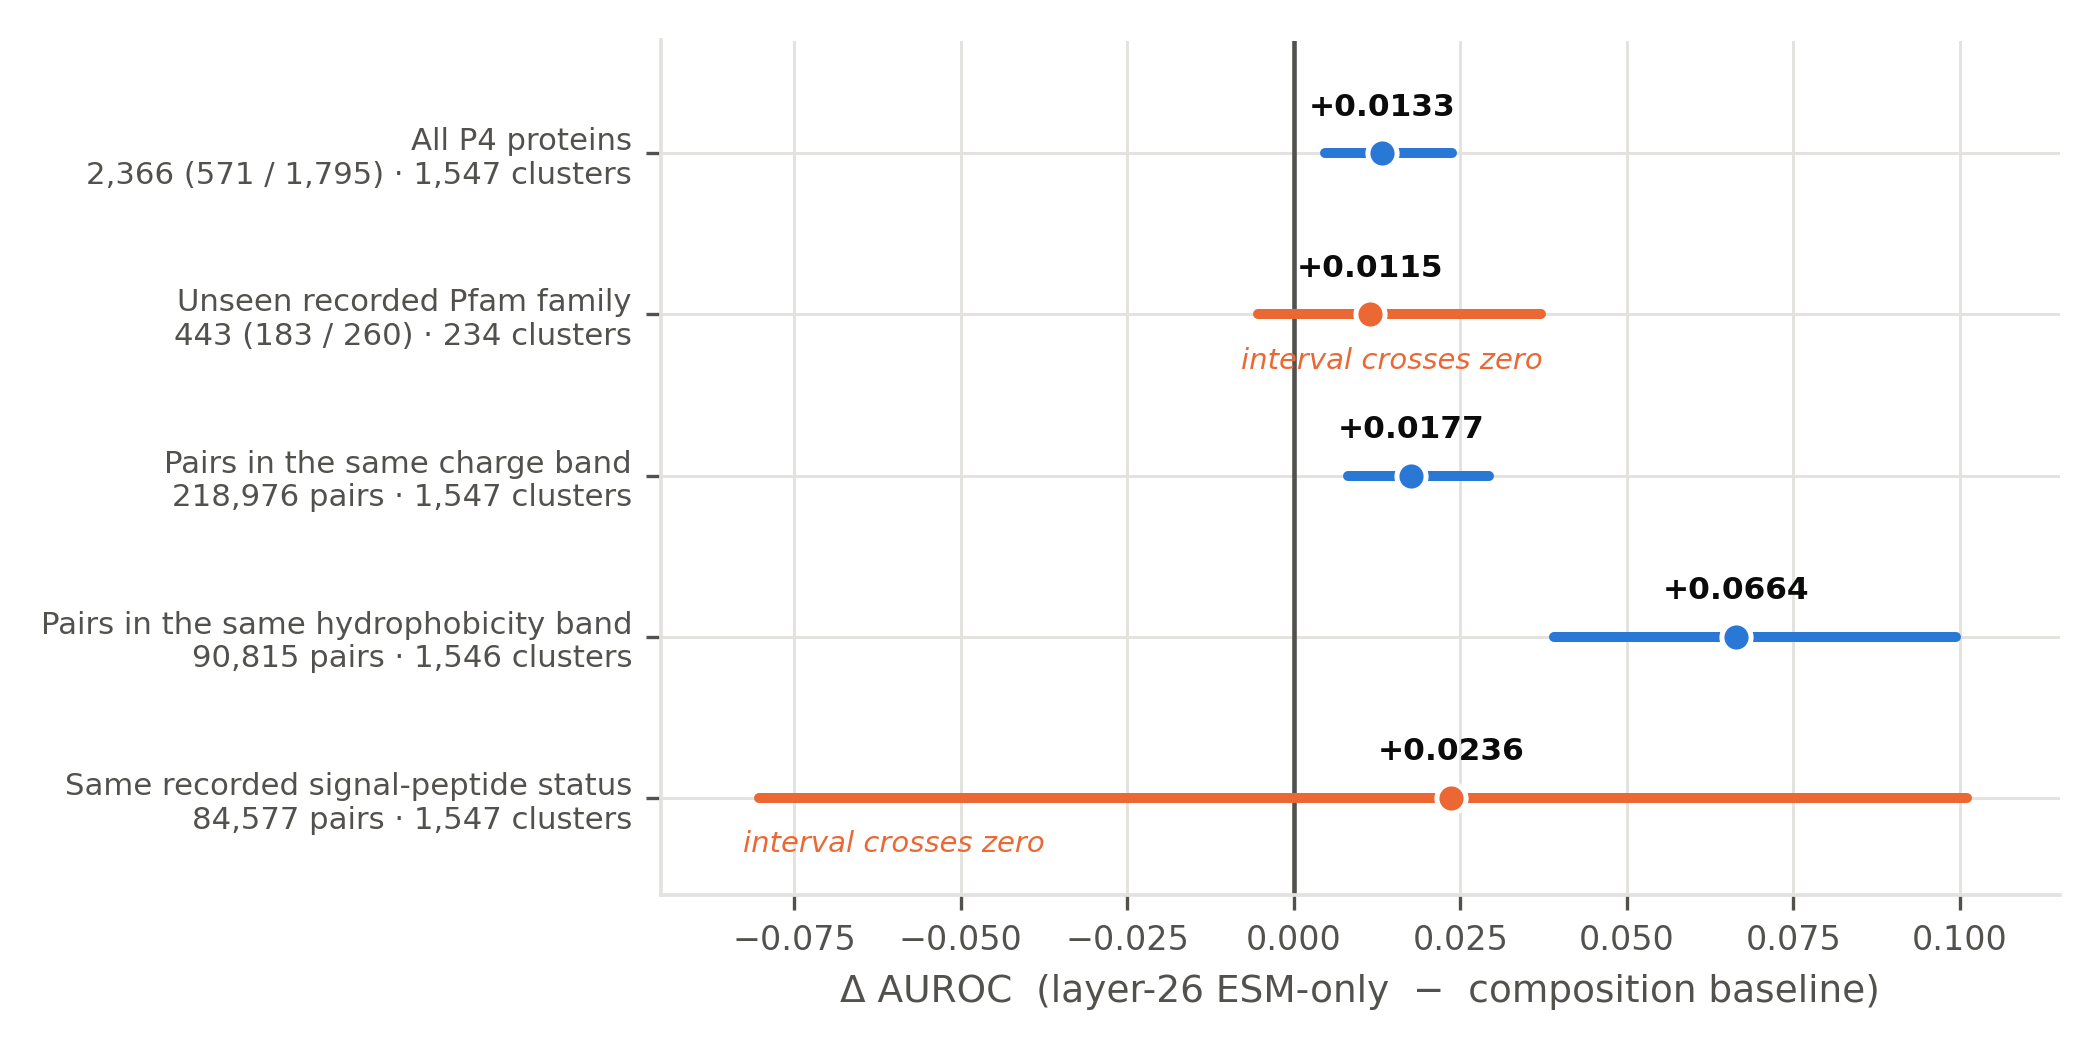 +0.0133
All P4 proteins
2,366 (571 / 1,795) · 1,547 clusters
+0.0115
Unseen recorded Pfam family
443 (183 / 260) · 234 clusters
interval crosses zero
+0.0177
Pairs in the same charge band
218,976 pairs · 1,547 clusters
+0.0664
Pairs in the same hydrophobicity band
90,815 pairs · 1,546 clusters
+0.0236
Same recorded signal-peptide status
84,577 pairs · 1,547 clusters
interval crosses zero
−0.075 −0.050 −0.025 0.000 0.025 0.050 0.075 0.100
Δ AUROC (layer-26 ESM-only − composition baseline)